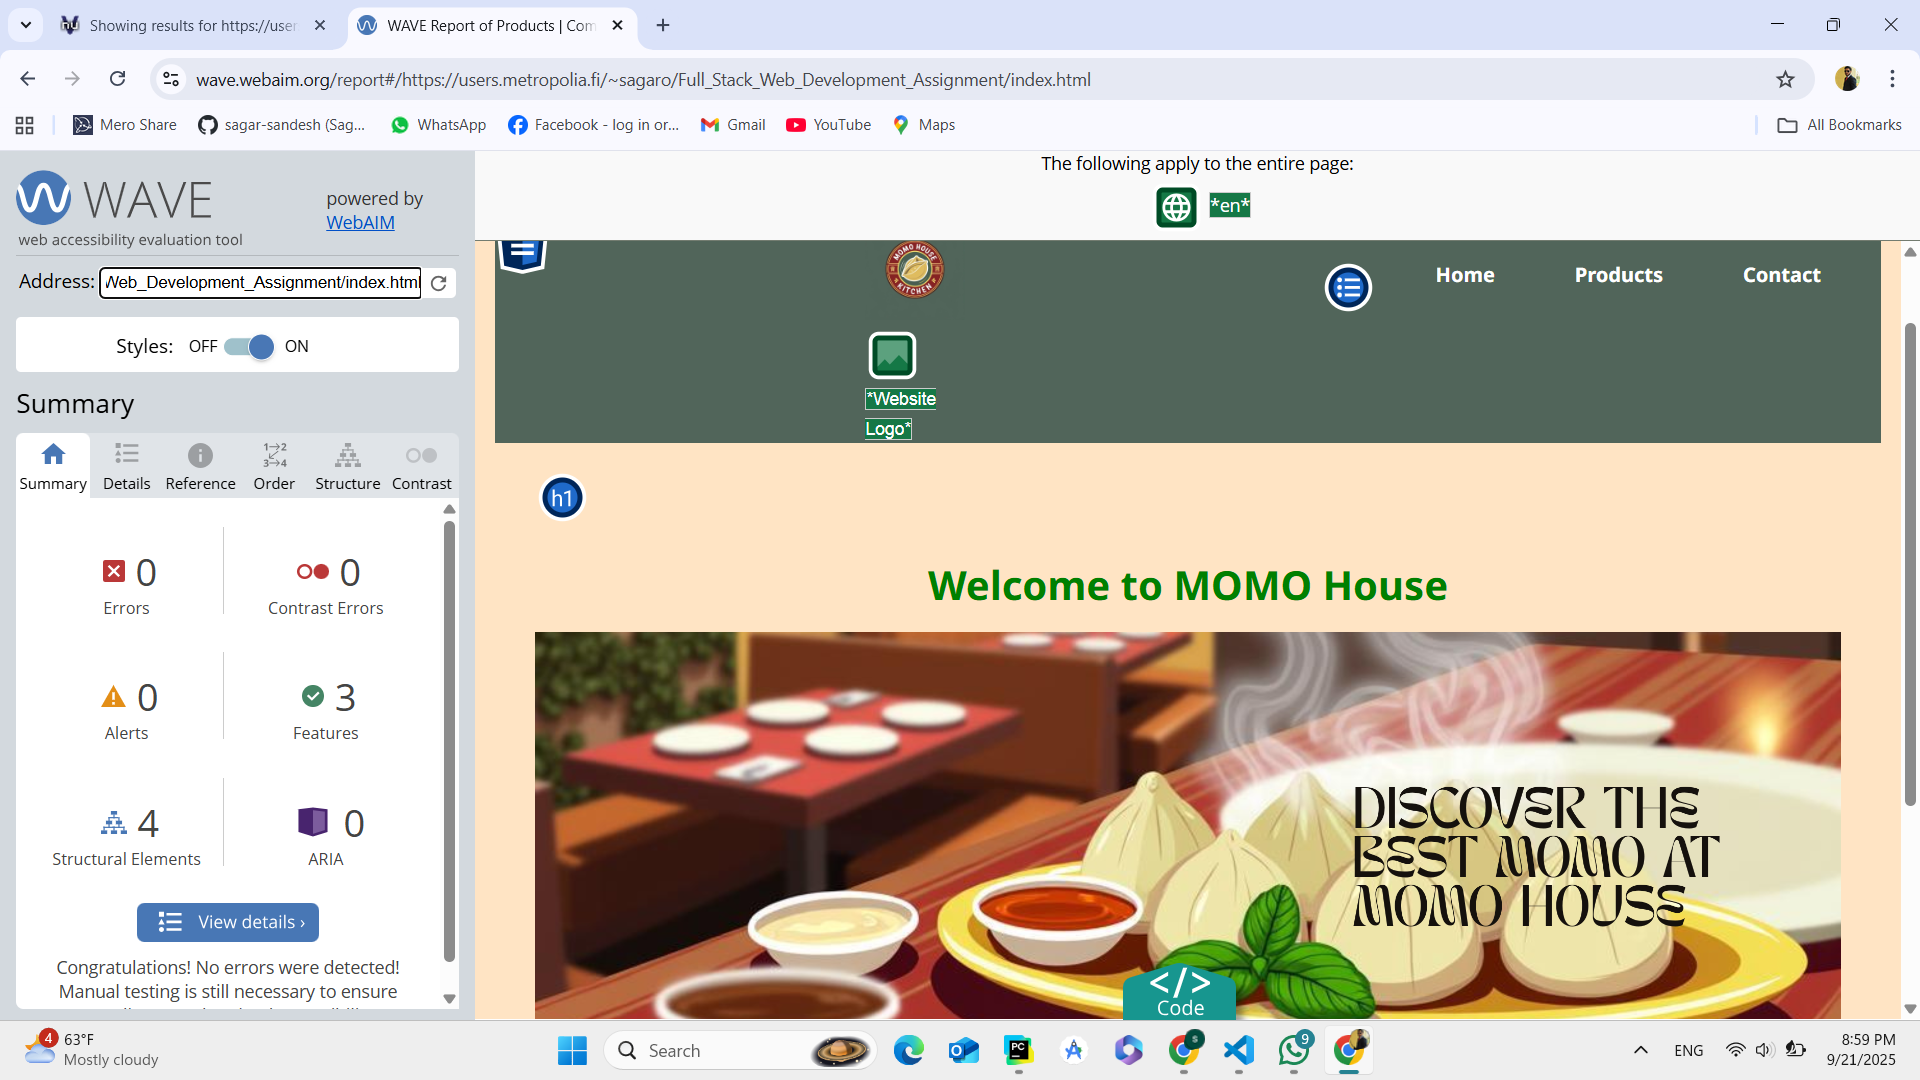 Showing results for https://user
WAVE Report of Products | Com
wave.webaim.org/report#/https://users.metropolia.fi/~sagaro/Full_Stack_Web_Development_Assignment/index.html
Mero Share
sagar-sandesh (Sag...
WhatsApp
Facebook - log in or...
Gmail
YouTube
Maps
All Bookmarks
WAVE
web accessibility evaluation tool
powered by
WebAIM
Address:
Web_Development_Assignment/index.html
Styles: OFF ON
Summary
Summary Details Reference Order Structure Contrast
0 0
Errors Contrast Errors
0 3
Alerts Features
4 0
Structural Elements ARIA
View details ›
Congratulations! No errors were detected!
Manual testing is still necessary to ensure
The following apply to the entire page:
*en*
MOMO HOUSE
KITCHEN
Home Products Contact
*Website
Logo*
h1
Welcome to MOMO House
DISCOVER THE
BEST MOMO AT
MOMO HOUSE
</>
Code
4
63°F
Mostly cloudy
Search
PC
S
9
ENG
8:59 PM
9/21/2025